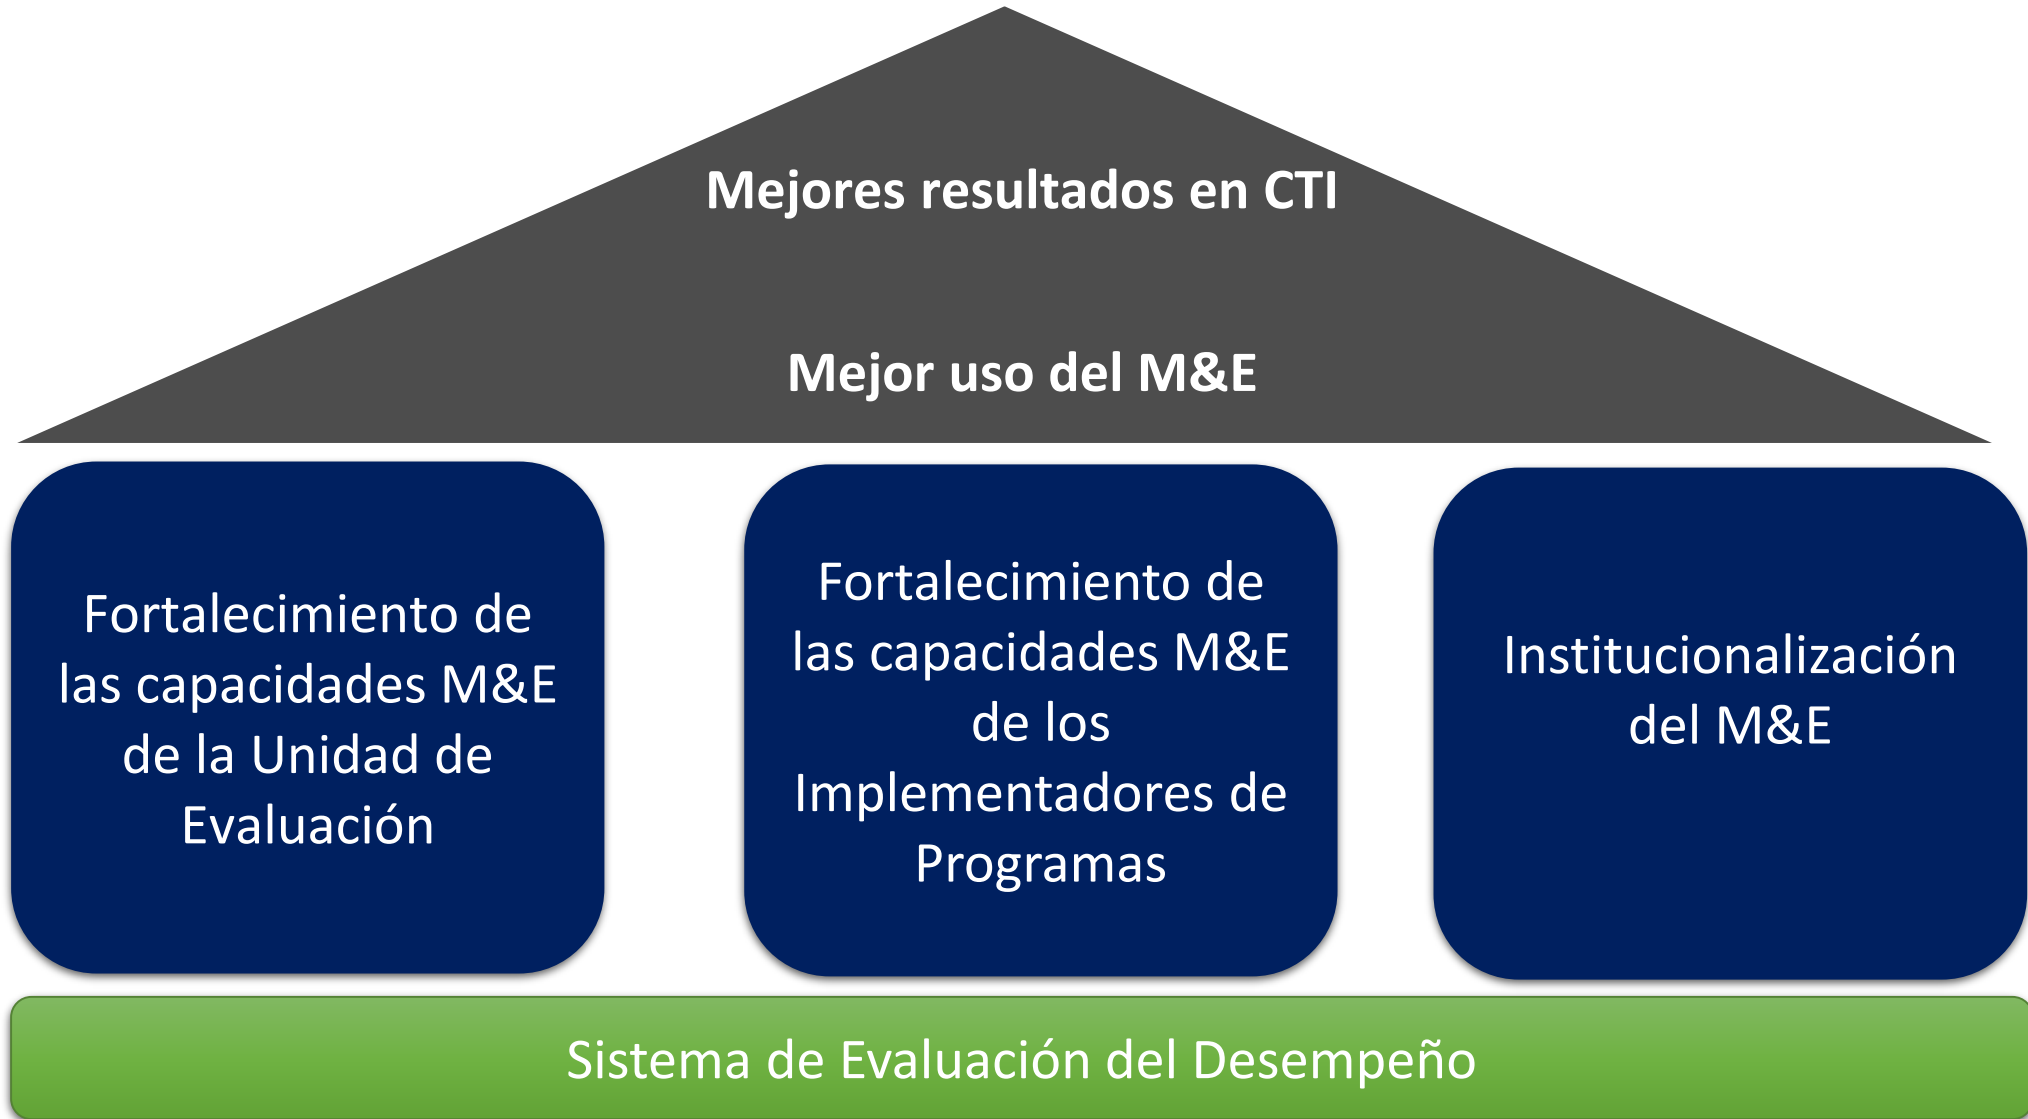 Mejores resultados en CTI
Mejor uso del M&E
Fortalecimiento de
las capacidades M&E
de la Unidad de
Evaluación
Fortalecimiento de
las capacidades M&E
de los
Implementadores de
Programas
Institucionalización
del M&E
Sistema de Evaluación del Desempeño